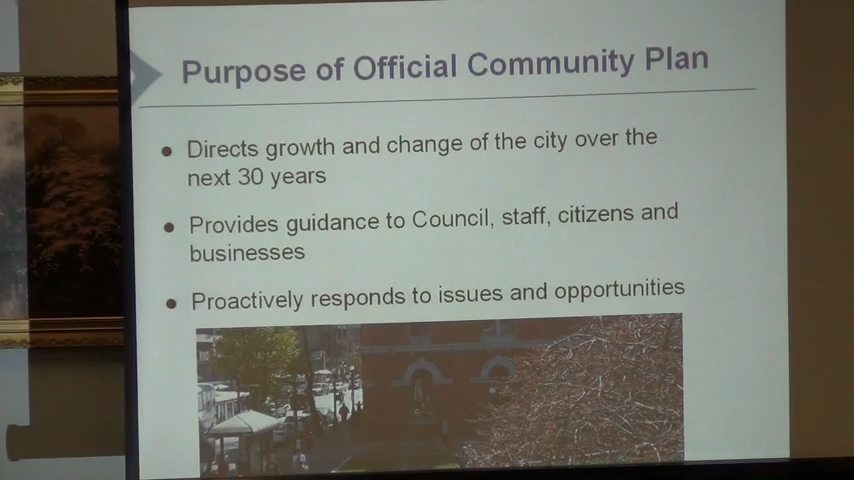 Purpose of Official Community Plan
• Directs growth and change of the city over the
next 30 years
• Provides guidance to Council, staff, citizens and
businesses
• Proactively responds to issues and opportunities